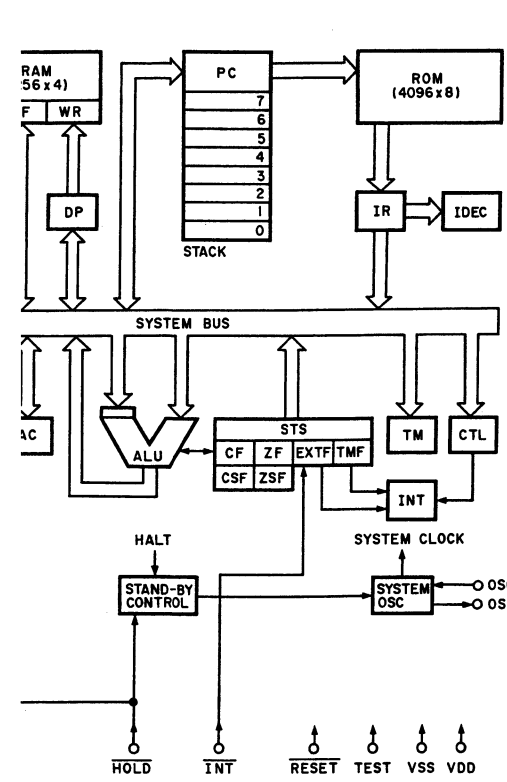 RAM
56x4)
F WR
DP
PC
7
6
5
4
3
2
1
0
STACK
ROM
(4096x8)
IR
IDEC
SYSTEM BUS
AC
ALU
STS
CF ZF EXTF TMF
CSF ZSF
TM
CTL
INT
HALT
STAND-BY
CONTROL
SYSTEM CLOCK
SYSTEM
OSC
OS
OS
HOLD
INT
RESET
TEST
VSS
VDD